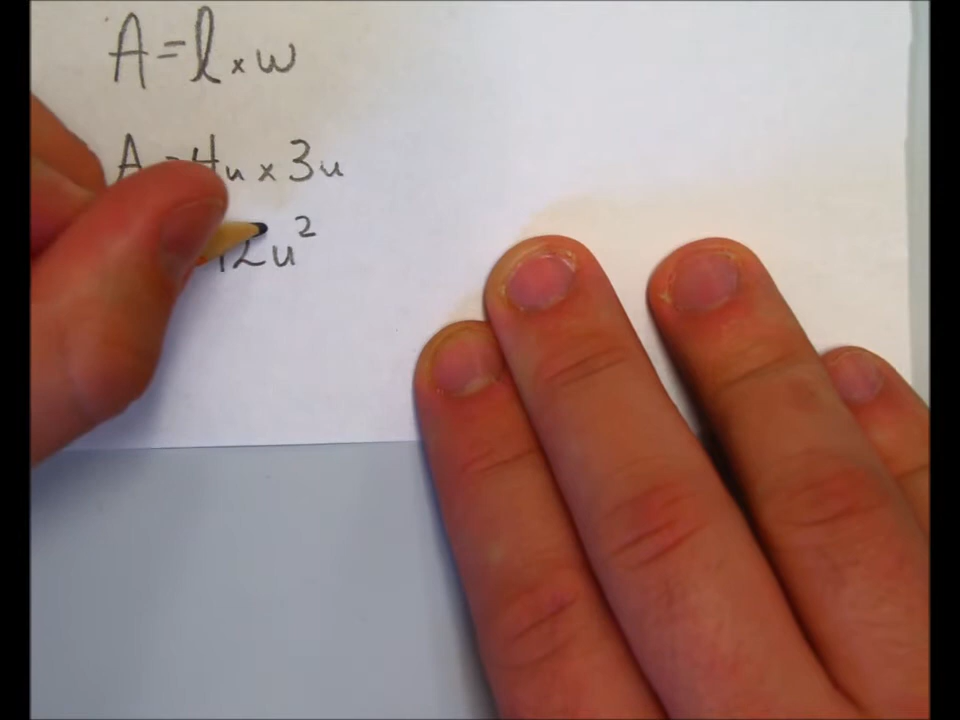 A = l × w
A = 4u × 3u
12u²